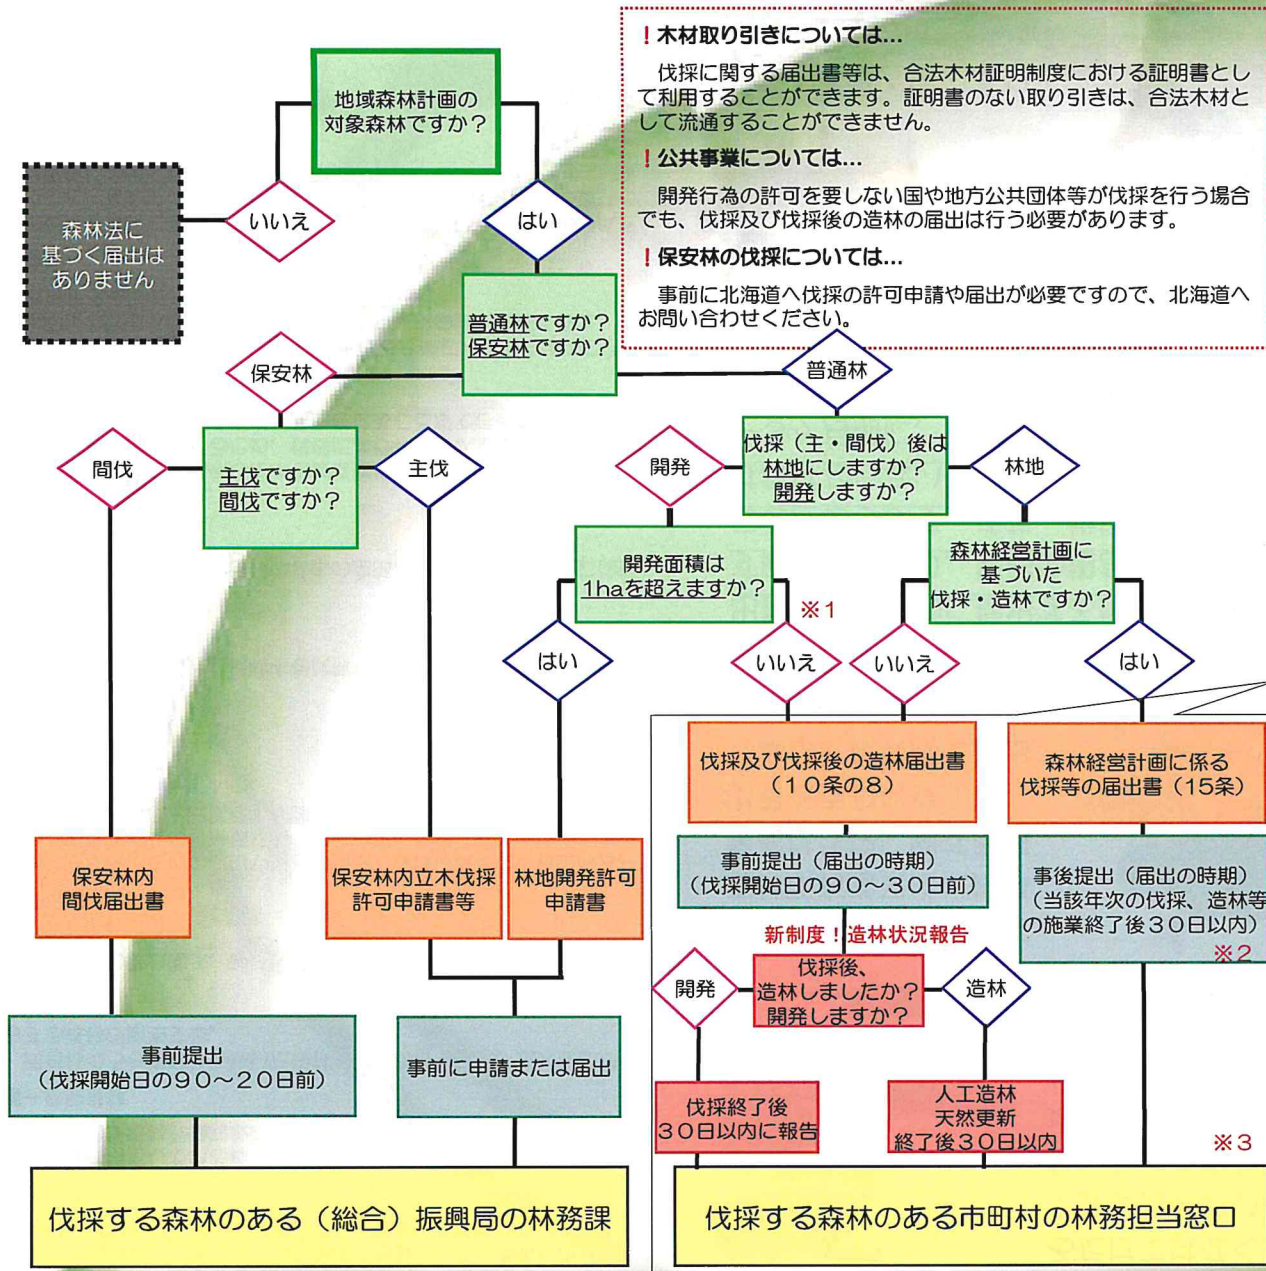 ！木材取り引きについては...
伐採に関する届出書等は、合法木材証明制度における証明書とし
て利用することができます。証明書のない取り引きは、合法木材と
して流通することができません。
！公共事業については...
開発行為の許可を要しない国や地方公共団体等が伐採を行う場合
でも、伐採及び伐採後の造林の届出は行う必要があります。
！保安林の伐採については...
事前に北海道へ伐採の許可申請や届出が必要ですので、北海道へ
お問い合わせください。
地域森林計画の
対象森林ですか？
いいえ
はい
森林法に
基づく届出は
ありません
普通林ですか？
保安林ですか？
保安林
普通林
間伐
主伐ですか？
間伐ですか？
主伐
開発
伐採（主・間伐）後は
林地にしますか？
開発しますか？
林地
開発面積は
1haを超えますか？
※1
森林経営計画に
基づいた
伐採・造林ですか？
はい
いいえ
いいえ
はい
伐採及び伐採後の造林届出書
（１０条の８）
森林経営計画に係る
伐採等の届出書（15条）
保安林内
間伐届出書
保安林内立木伐採
許可申請書等
林地開発許可
申請書
事前提出（届出の時期）
（伐採開始日の９０～３０日前）
事後提出（届出の時期）
（当該年次の伐採、造林等
の施業終了後３０日以内）
※2
新制度！造林状況報告
開発
伐採後、
造林しましたか？
開発しますか？
造林
事前提出
（伐採開始日の９０～２０日前）
事前に申請または届出
伐採終了後
３０日以内に報告
人工造林
天然更新
終了後３０日以内
※3
伐採する森林のある（総合）振興局の林務課
伐採する森林のある市町村の林務担当窓口